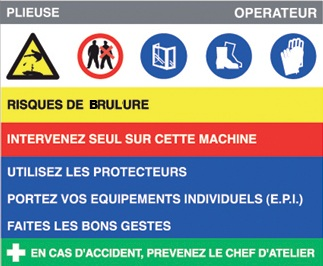 PLIEUSE OPERATEUR
RISQUES DE BRULURE
INTERVENEZ SEUL SUR CETTE MACHINE
UTILISEZ LES PROTECTEURS
PORTEZ VOS EQUIPEMENTS INDIVIDUELS (E.P.I.)
FAITES LES BONS GESTES
EN CAS D'ACCIDENT, PREVENEZ LE CHEF D'ATELIER